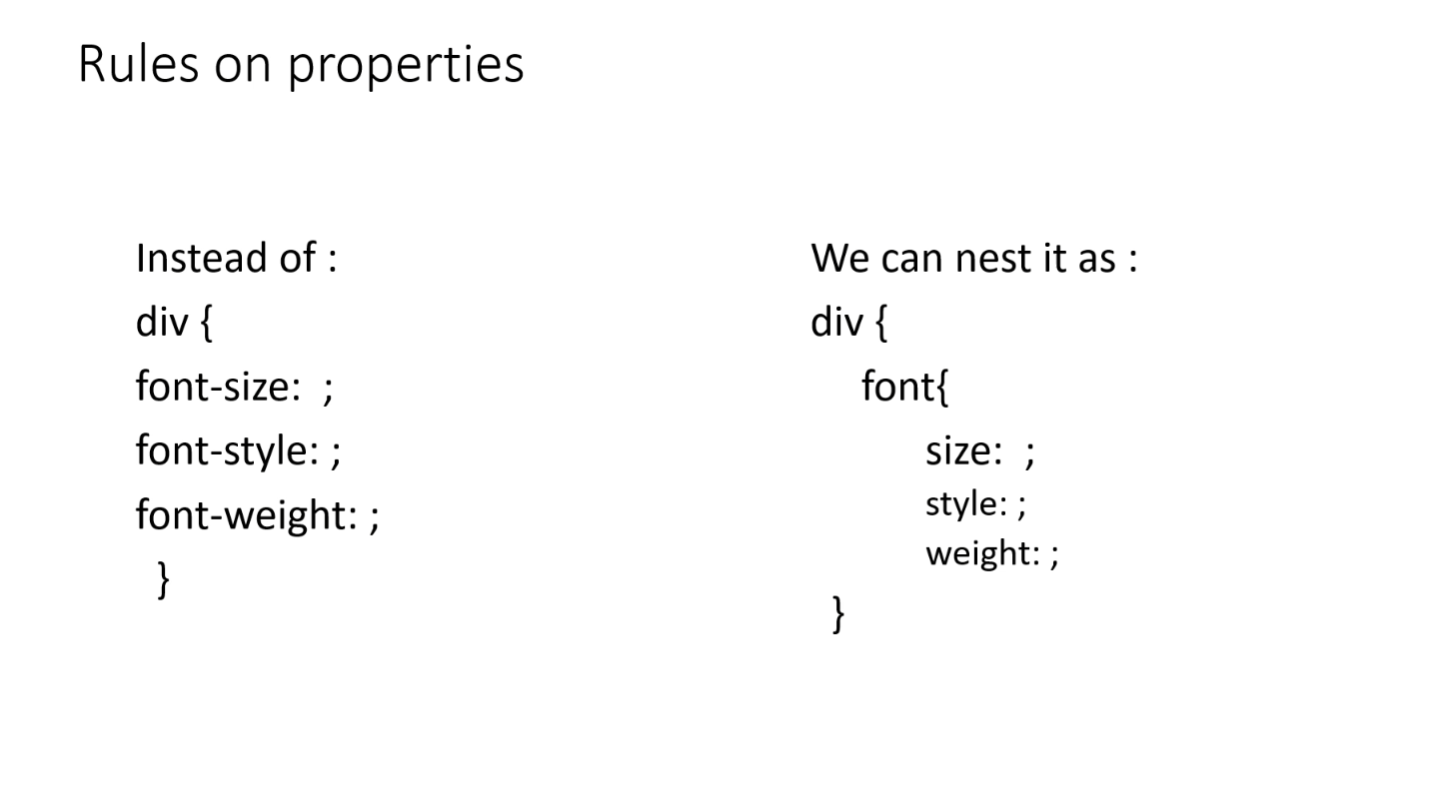 Rules on properties
Instead of :
div {
font-size:  ;
font-style: ;
font-weight: ;
}
We can nest it as :
div {
font{
size:  ;
style: ;
weight: ;
}